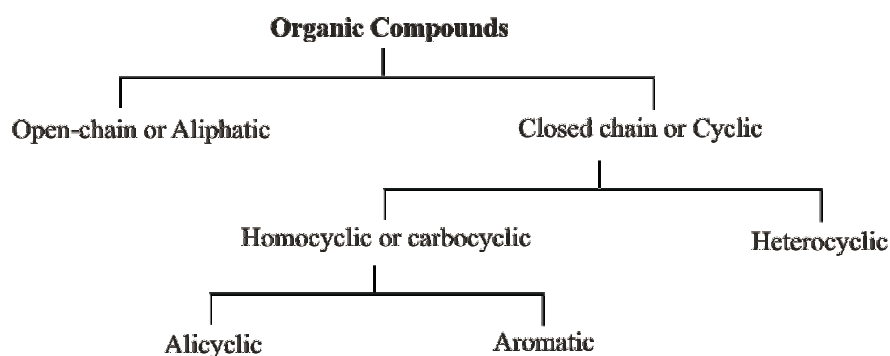 Organic Compounds
Open-chain or Aliphatic
Closed chain or Cyclic
Homocyclic or carbocyclic
Heterocyclic
Alicyclic
Aromatic